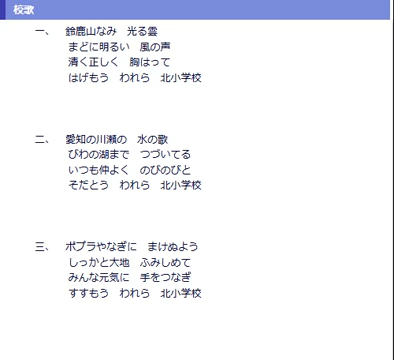 校歌
一、　鈴鹿山なみ　光る雲
まどに明るい　風の声
清く正しく　胸はって
はげもう　われら　北小学校
二、　愛知の川瀬の　水の歌
びわの湖まで　つづいてる
いつも仲よく　のびのびと
そだとう　われら　北小学校
三、　ポプラやなぎに　まけぬよう
しっかと大地　ふみしめて
みんな元気に　手をつなぎ
すすもう　われら　北小学校